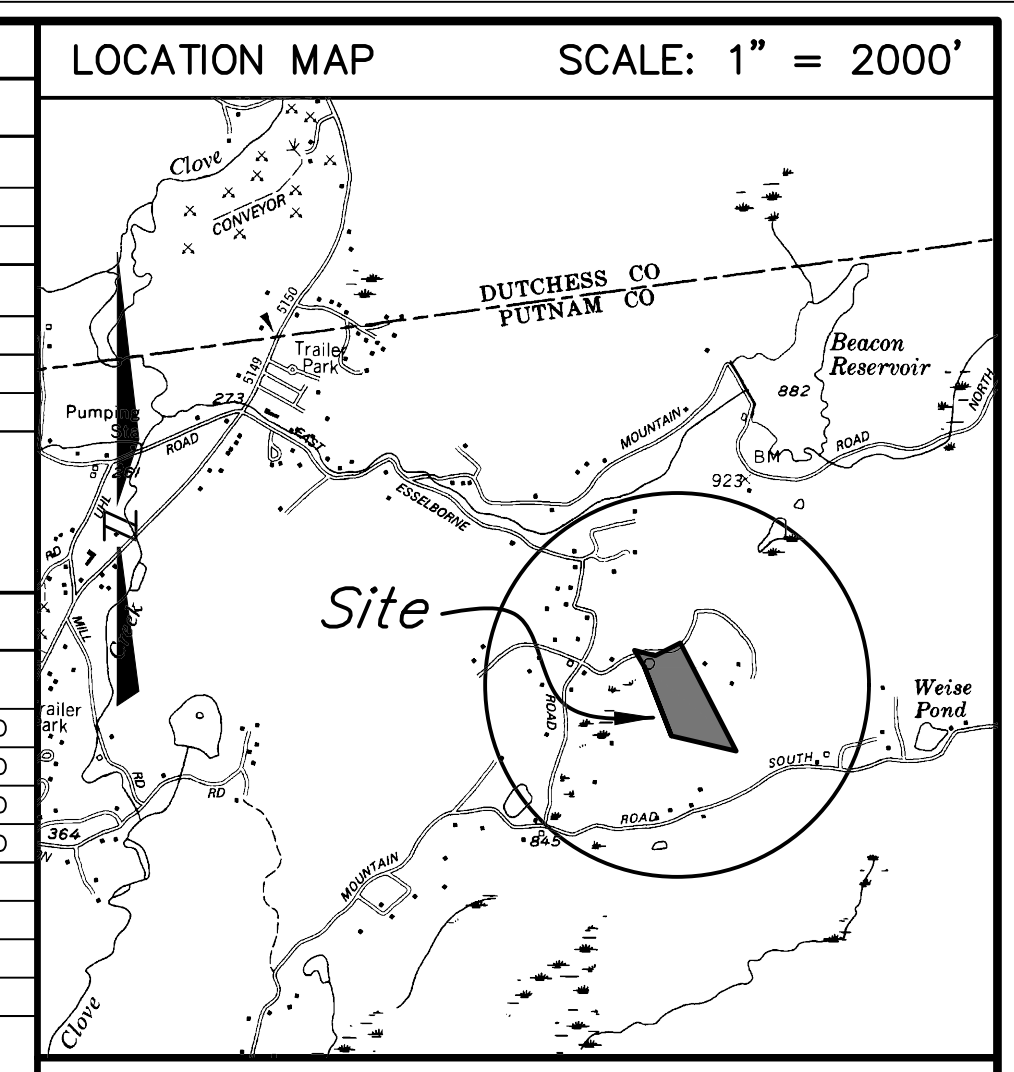 LOCATION MAP SCALE: 1" = 2000'
Clove
CONVEYOR
5150
DUTCHESS CO
PUTNAM CO
Trailer
Park
5149
Beacon
Reservoir
882
NORTH
273
Pumping
Site
ROAD
EAST
MOUNTAIN
ROAD
BM
923
261
UHL
ESSELBORNE
RD
Site
MILL
Creek
ROAD
Weise
Pond
railer
ark
SOUTH
RD
RD
ROAD
364
845
MOUNTAIN
Clove